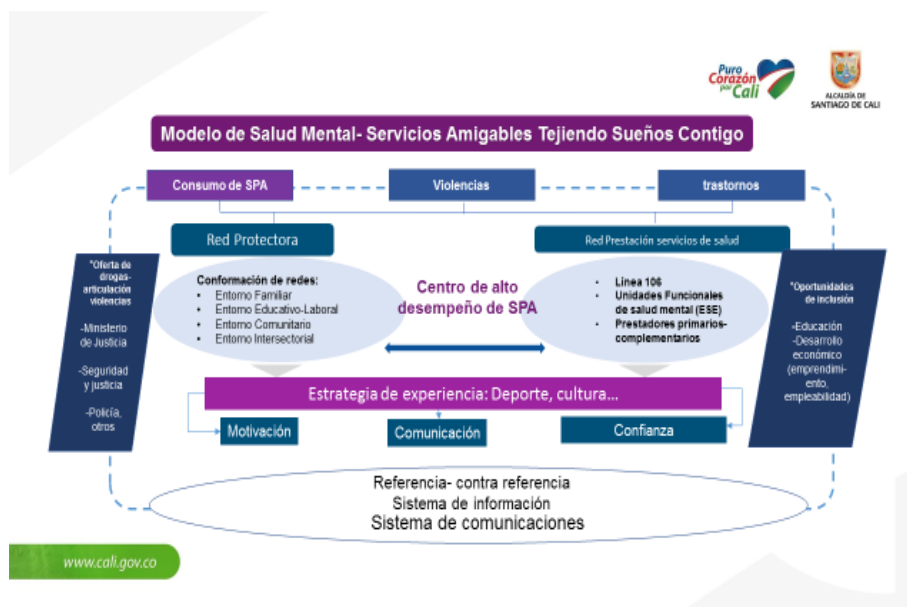 Puro
Corazón
por Cali
ALCALDÍA DE
SANTIAGO DE CALI
Modelo de Salud Mental- Servicios Amigables Tejiendo Sueños Contigo
Consumo de SPA
Violencias
trastornos
Red Protectora
Red Prestación servicios de salud
"Oferta de
drogas-
articulación
violencias
-Ministerio
de Justicia
-Seguridad
y justicia
-Policía,
otros
Conformación de redes:
• Entorno Familiar
• Entorno Educativo-Laboral
• Entorno Comunitario
• Entorno Intersectorial
Centro de alto
desempeño de SPA
• Linea 106
• Unidades Funcionales
de salud mental (ESE)
• Prestadores primarios-
complementarios
"Oportunidades
de inclusión
-Educación
-Desarrollo
económico
(emprendimi-
ento,
empleabilidad)
Estrategia de experiencia: Deporte, cultura...
Motivación
Comunicación
Confianza
Referencia- contra referencia
Sistema de información
Sistema de comunicaciones
www.cali.gov.co